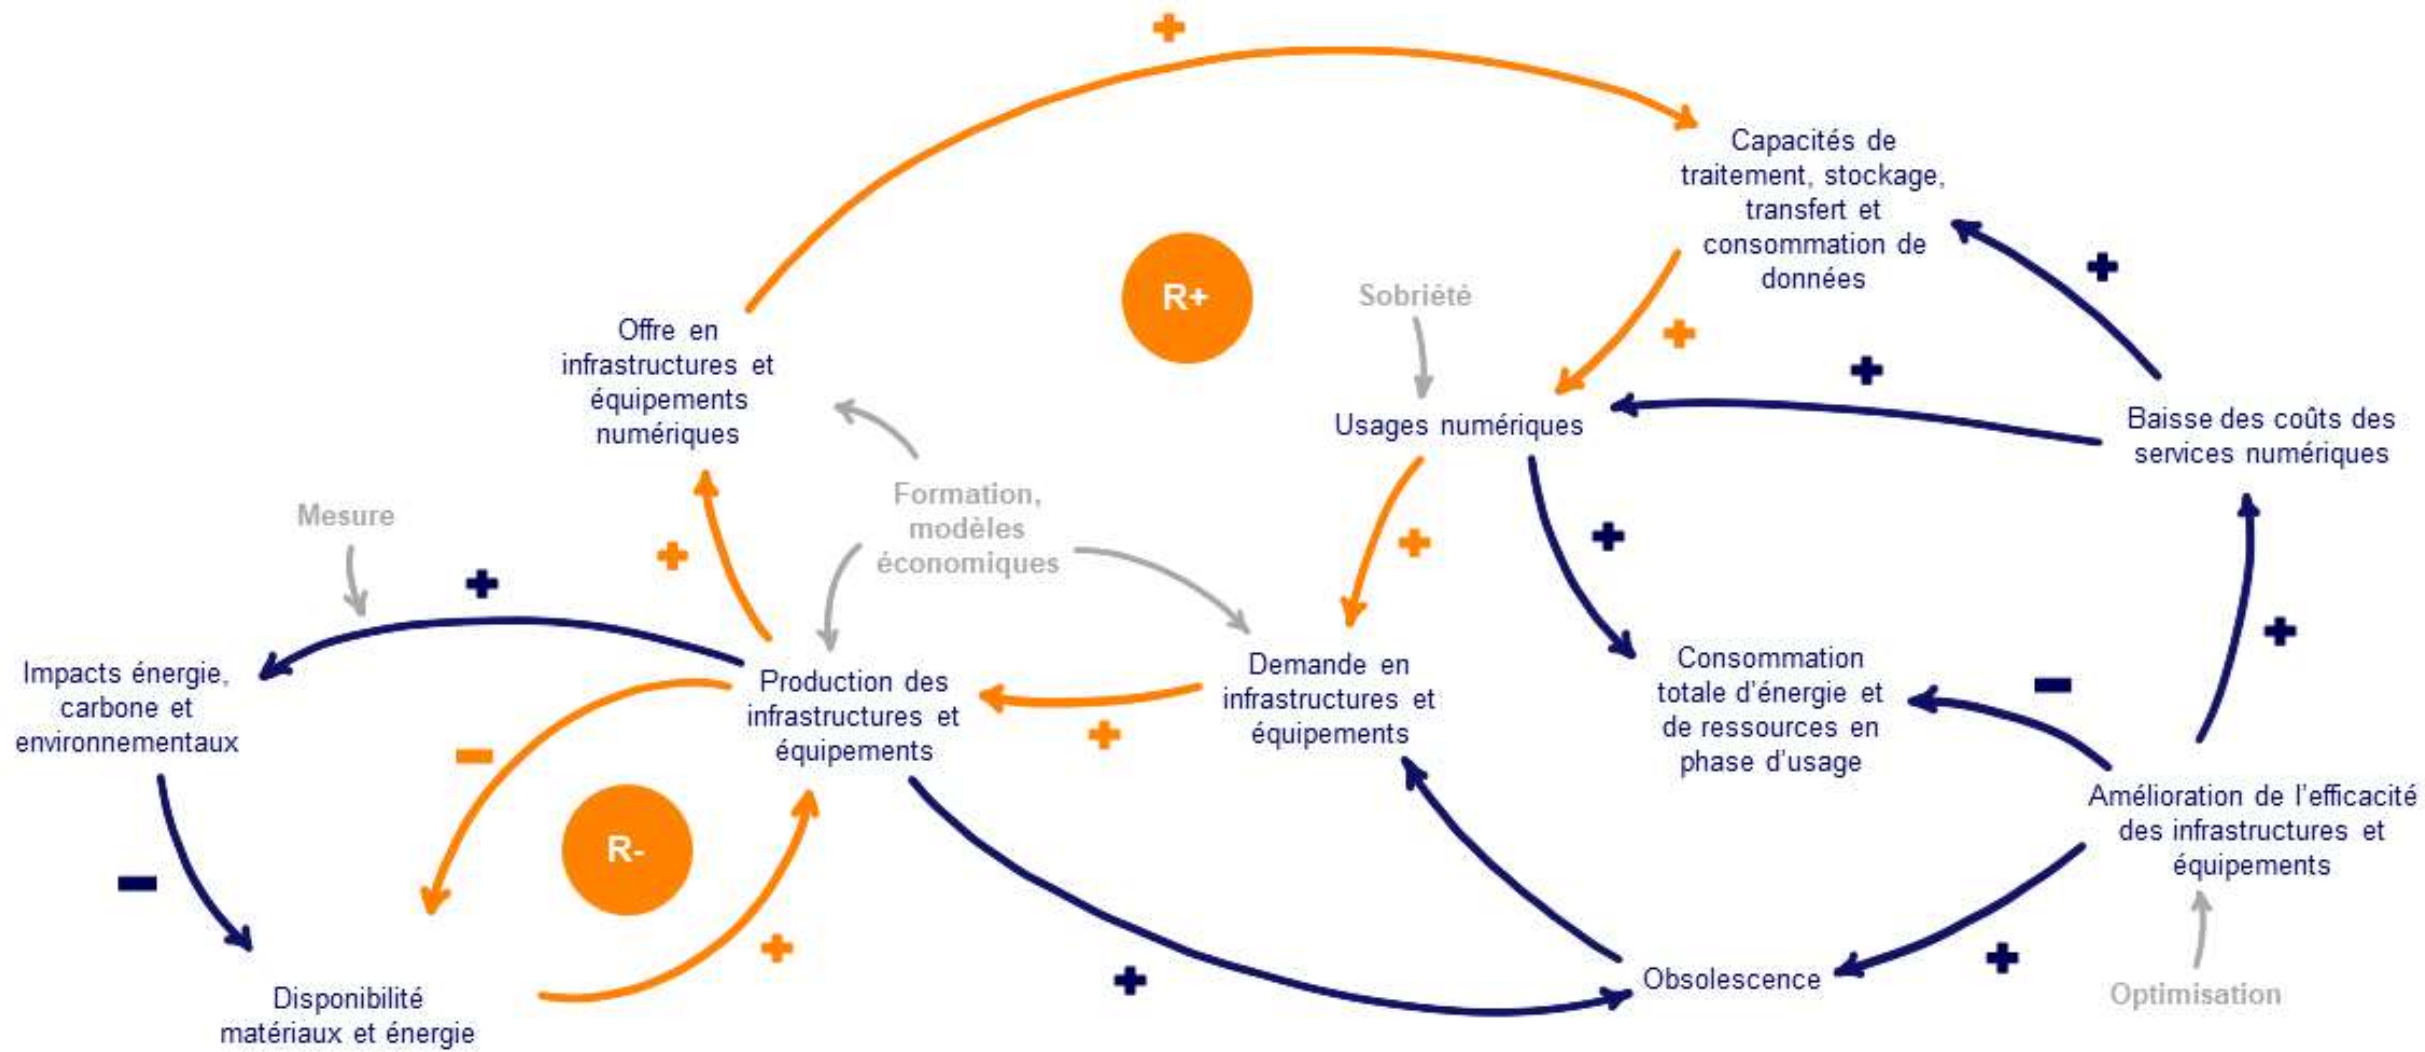 +
Capacités de
traitement, stockage,
transfert et
consommation de
données
+
R+
Sobriété
+
+
Offre en
infrastructures et
équipements
numériques
Usages numériques
Baisse des coûts des
services numériques
Formation,
modèles
économiques
Mesure
+
+
+
+
+
Impacts énergie,
carbone et
environnementaux
Production des
infrastructures et
équipements
Demande en
infrastructures et
équipements
Consommation
totale d'énergie et
de ressources en
phase d'usage
-
-
+
R-
Amélioration de l'efficacité
des infrastructures et
équipements
-
+
+
+
Obsolescence
Optimisation
Disponibilité
matériaux et énergie